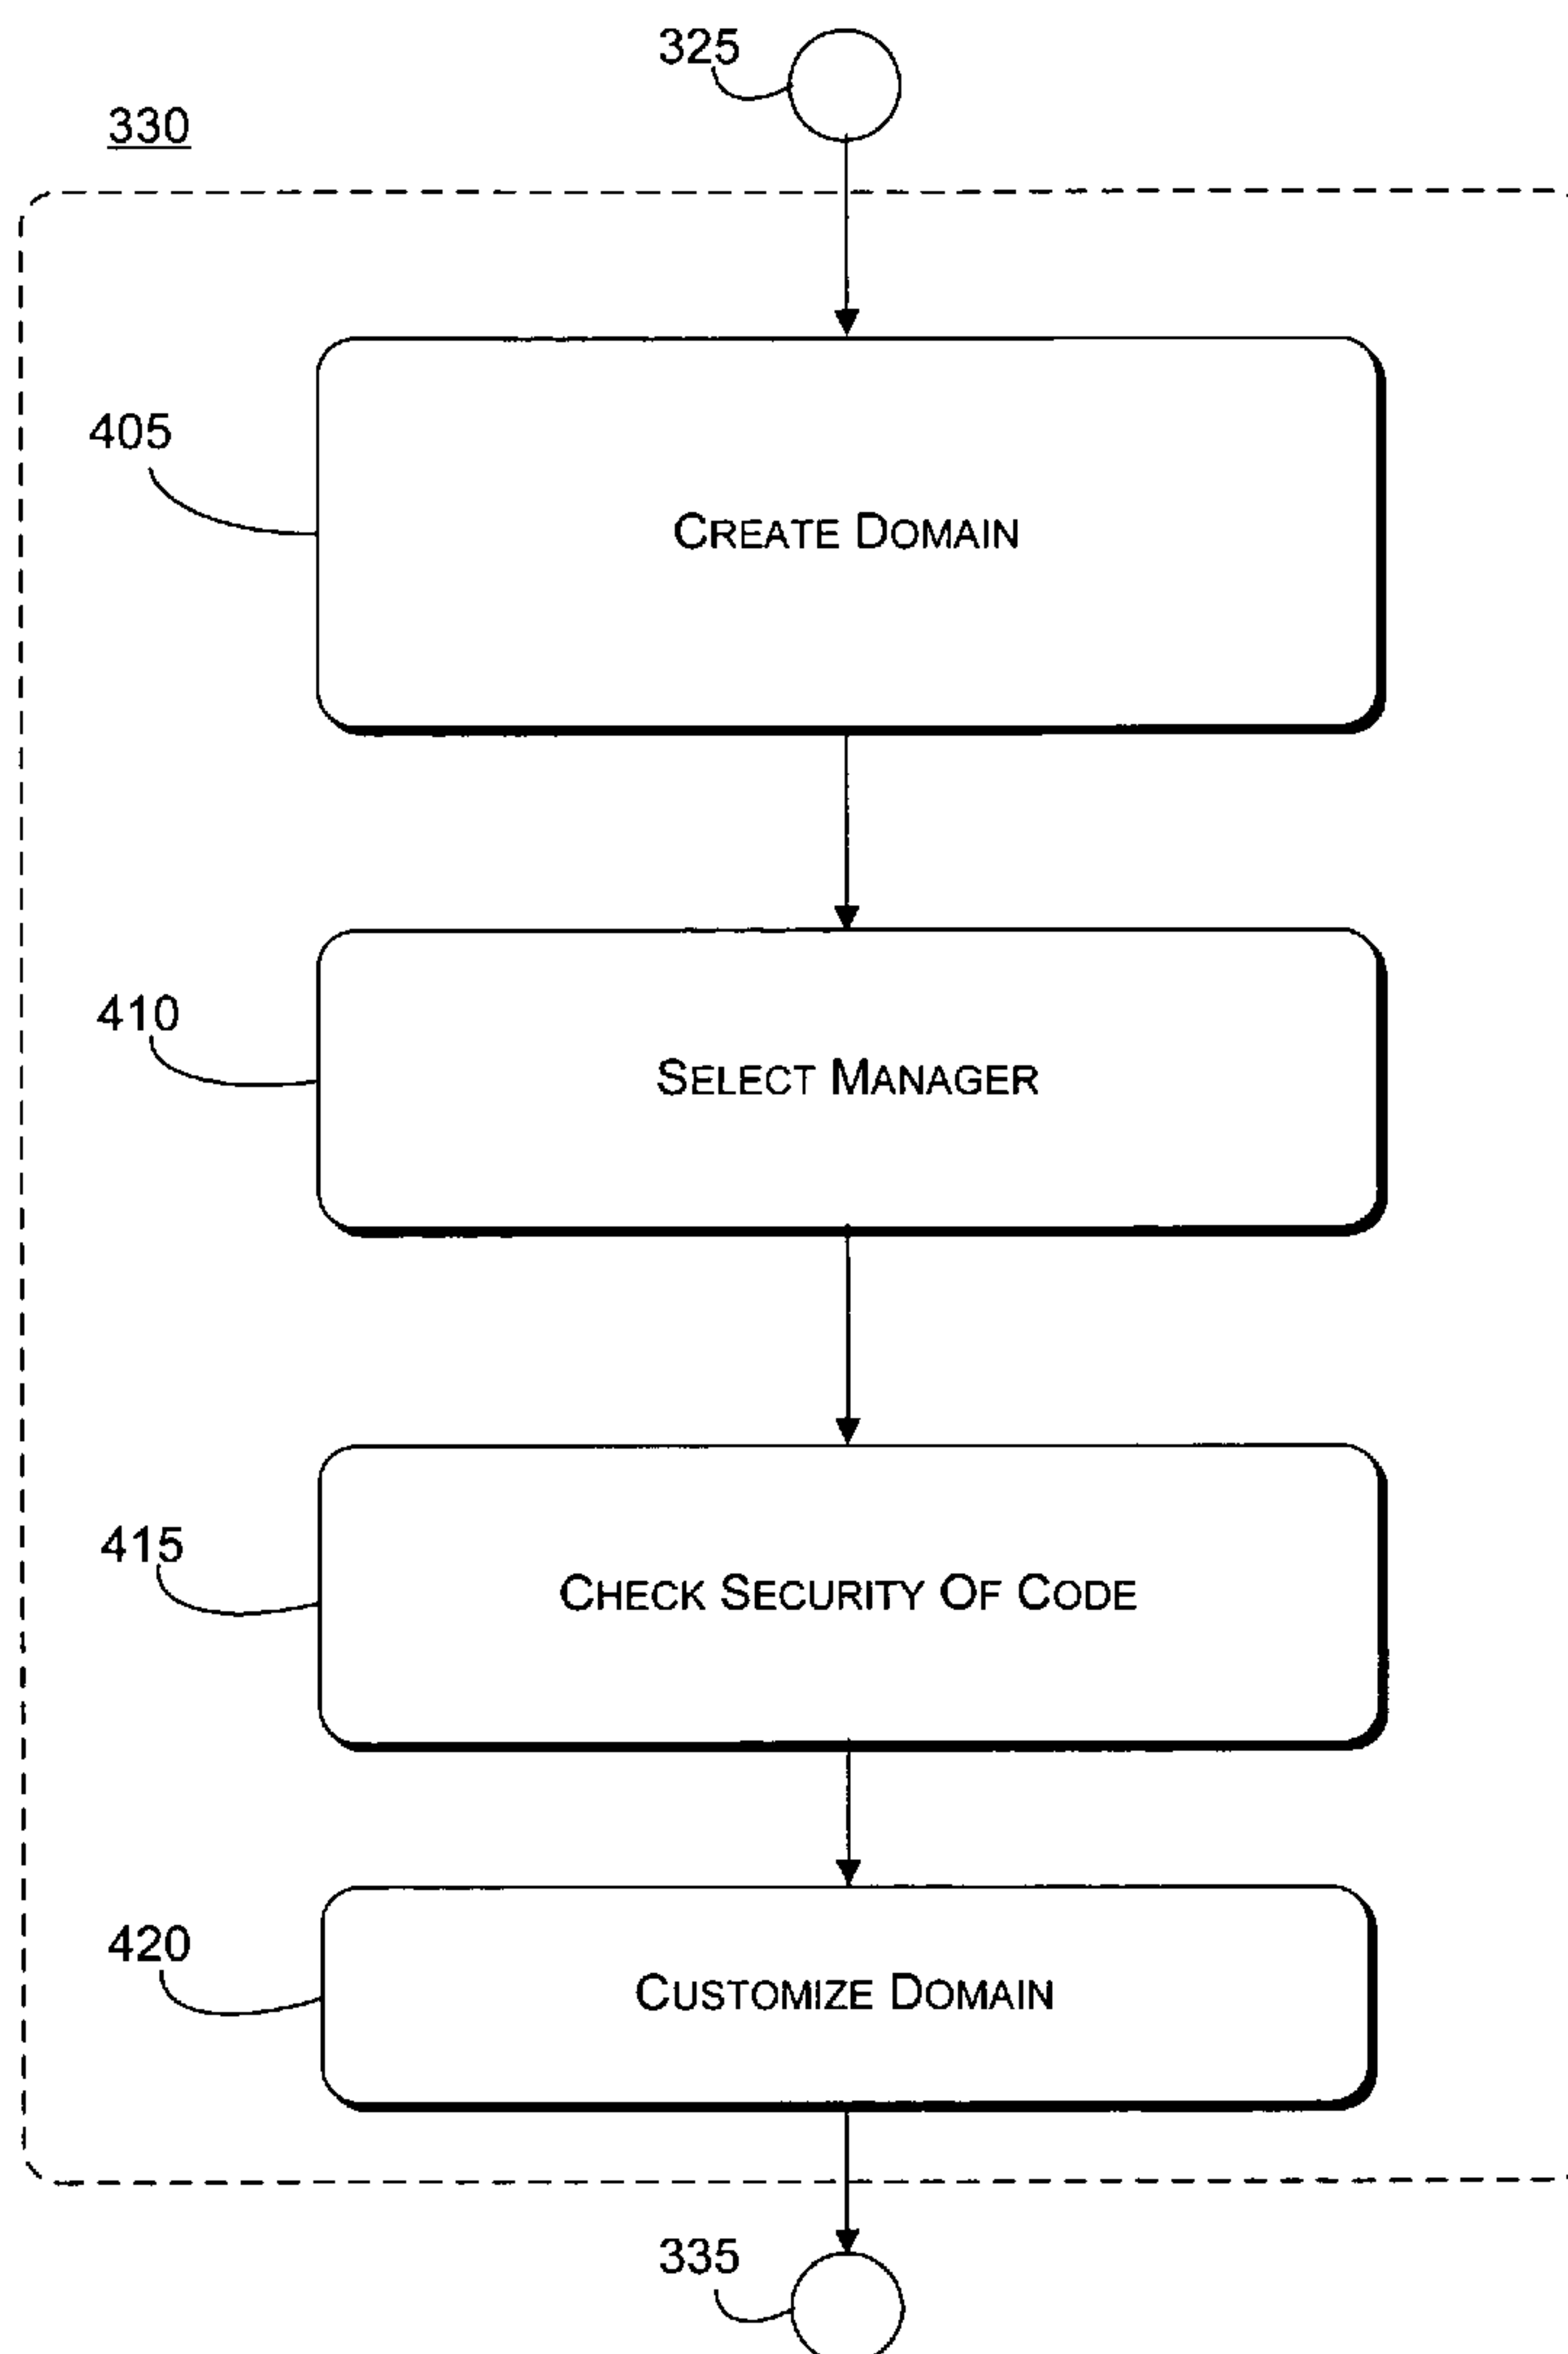 325
330
405
CREATE DOMAIN
410
SELECT MANAGER
415
CHECK SECURITY OF CODE
420
CUSTOMIZE DOMAIN
335